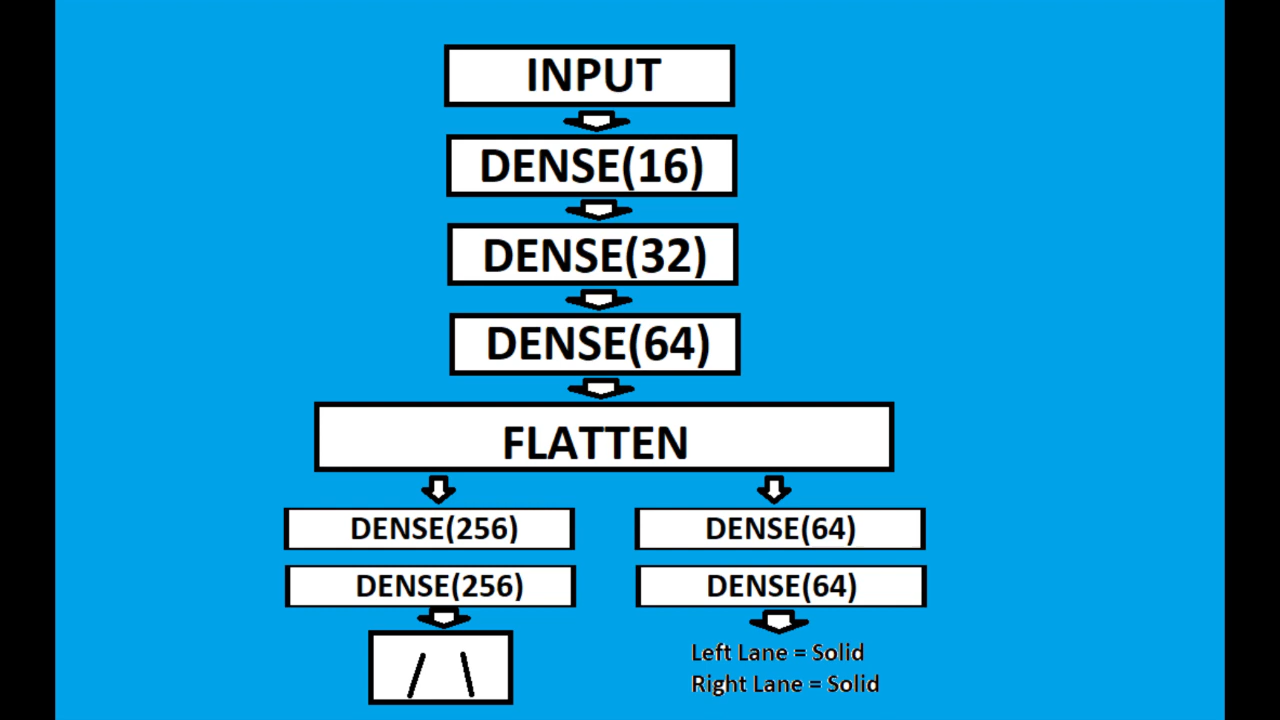 INPUT
DENSE(16)
DENSE(32)
DENSE(64)
FLATTEN
DENSE(256)
DENSE(256)
DENSE(64)
DENSE(64)
Left Lane = Solid
Right Lane = Solid